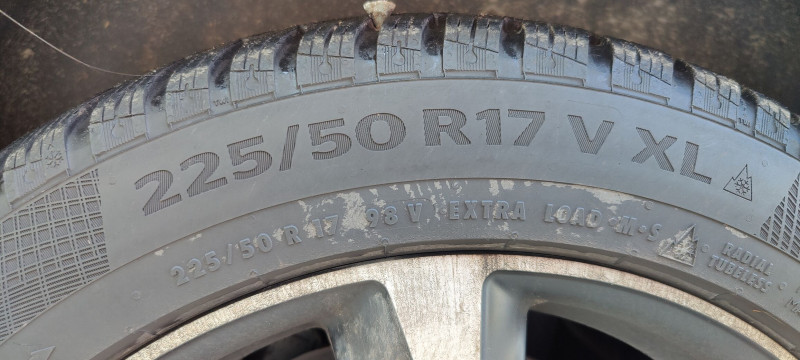 225/50 R17 V XL
225/50 R 17 98 V EXTRA LOAD M+S RADIAL
TUBELESS